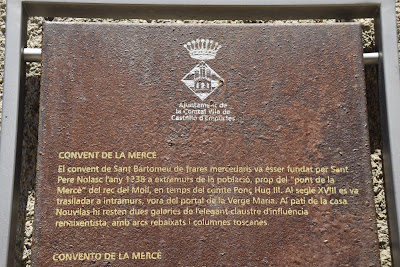 Ajuntament de
la Comtal Vila de
Castelló d'Empúries
CONVENT DE LA MERCÈ
El convent de Sant Bartomeu de frares mercedaris va ésser fundat per Sant
Pere Nolasc l'any 1238 a extramurs de la població, prop del "pont de la
Mercè" del rec del Molí, en temps del comte Ponç Hug III. Al segle XVIII es va
traslladar a intramurs, vora del portal de la Verge Maria. Al pati de la casa
Nouvilas hi resten dues galeries de l'elegant claustre d'influència
renaixentista, amb arcs rebaixats i columnes toscanes.
CONVENTO DE LA MERCÈ